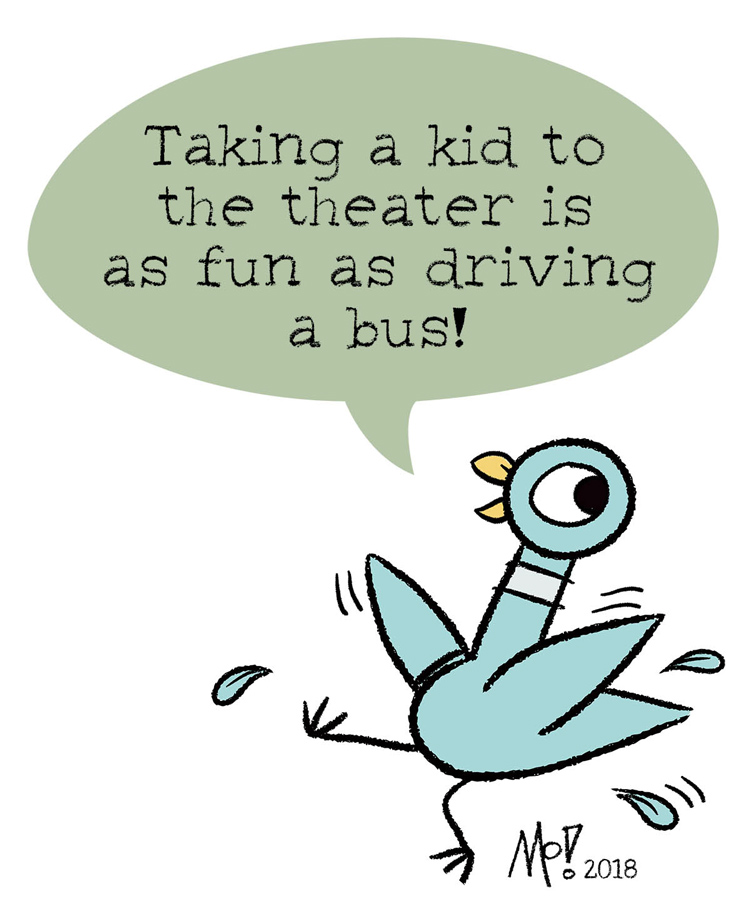 Taking a kid to
the theater is
as fun as driving
a bus!
Mo! 2018